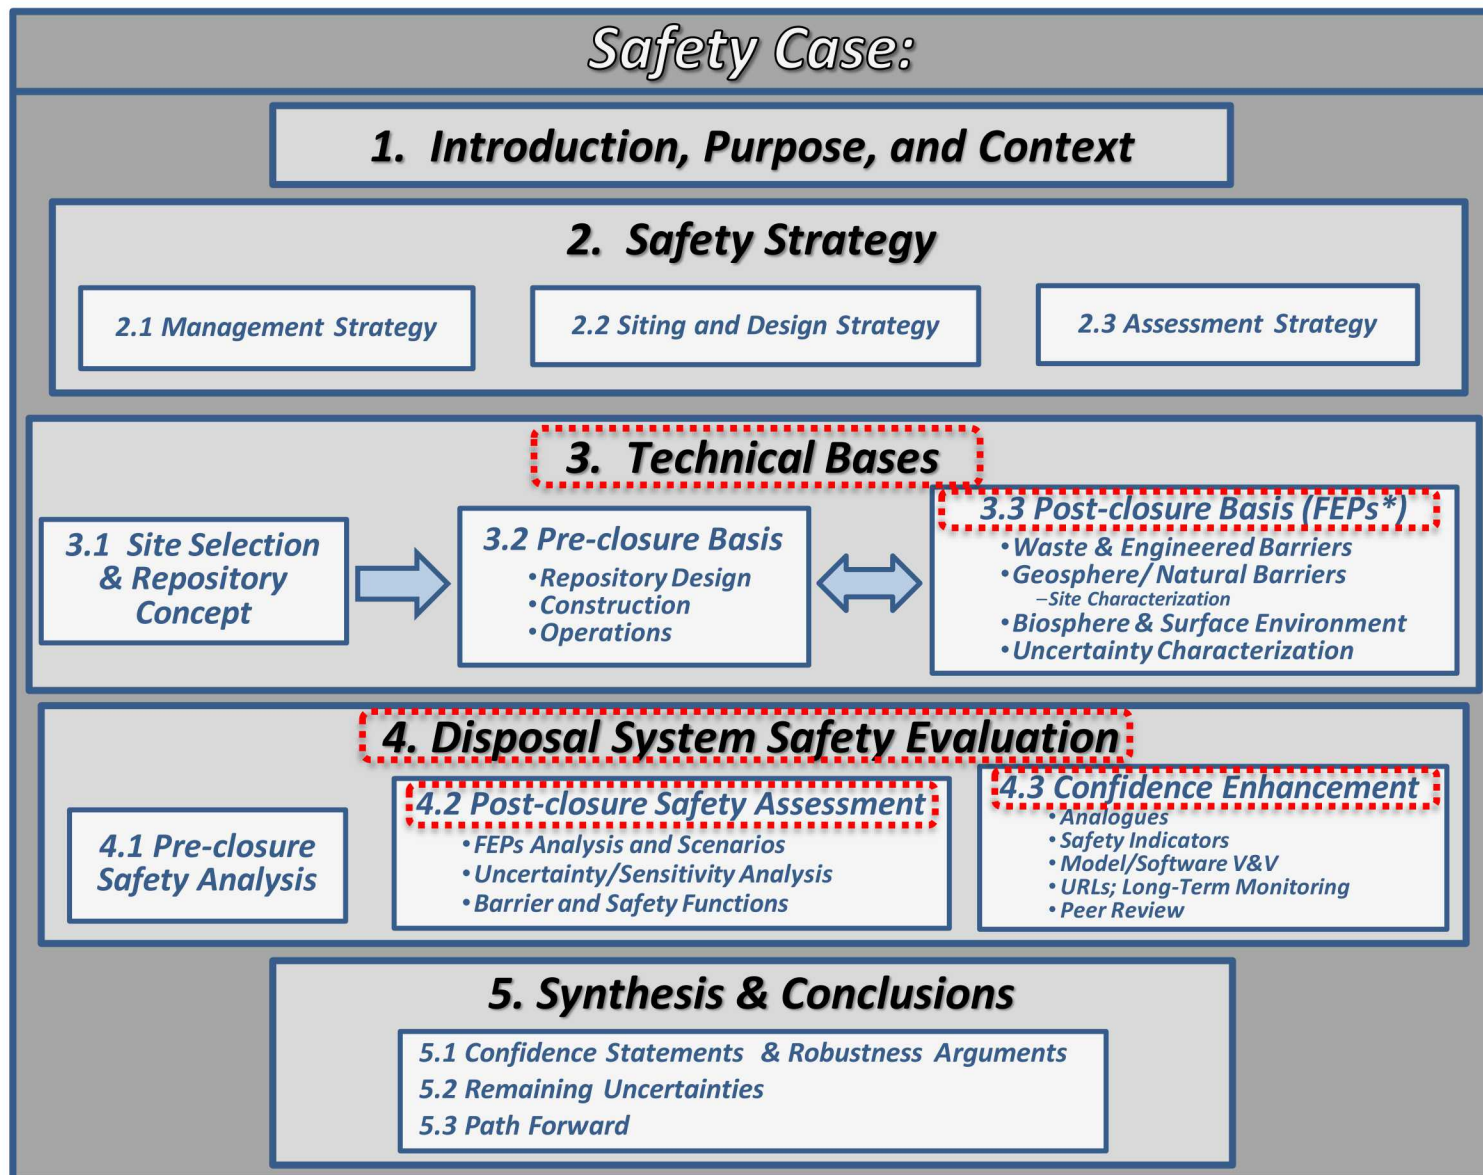 Safety Case:
1. Introduction, Purpose, and Context
2. Safety Strategy
2.1 Management Strategy
2.2 Siting and Design Strategy
2.3 Assessment Strategy
3. Technical Bases
3.1 Site Selection
& Repository
Concept
3.2 Pre-closure Basis
•Repository Design
•Construction
•Operations
3.3 Post-closure Basis (FEPs*)
•Waste & Engineered Barriers
•Geosphere/ Natural Barriers
–Site Characterization
•Biosphere & Surface Environment
•Uncertainty Characterization
4. Disposal System Safety Evaluation
4.1 Pre-closure
Safety Analysis
4.2 Post-closure Safety Assessment
•FEPs Analysis and Scenarios
•Uncertainty/Sensitivity Analysis
•Barrier and Safety Functions
4.3 Confidence Enhancement
•Analogues
•Safety Indicators
•Model/Software V&V
•URLs; Long-Term Monitoring
•Peer Review
5. Synthesis & Conclusions
5.1 Confidence Statements & Robustness Arguments
5.2 Remaining Uncertainties
5.3 Path Forward